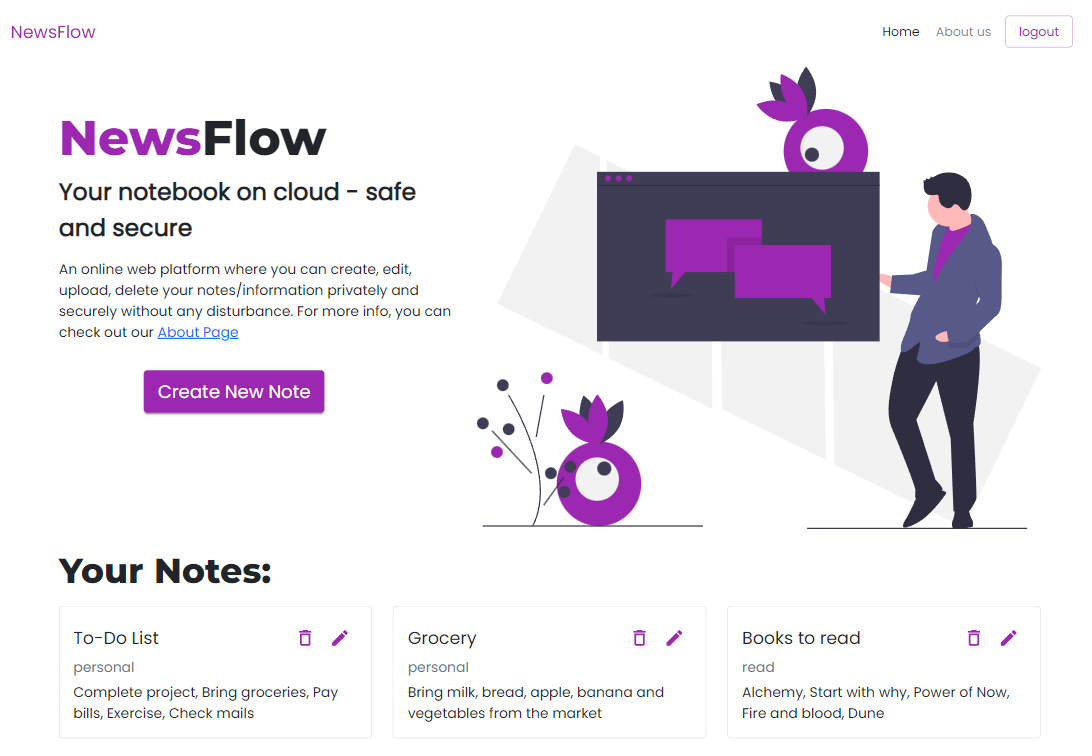 NewsFlow
Home
About us
logout
NewsFlow
Your notebook on cloud - safe
and secure
An online web platform where you can create, edit,
upload, delete your notes/information privately and
securely without any disturbance. For more info, you can
check out our About Page
Create New Note
Your Notes:
To-Do List
personal
Complete project, Bring groceries, Pay
bills, Exercise, Check mails
Grocery
personal
Bring milk, bread, apple, banana and
vegetables from the market
Books to read
read
Alchemy, Start with why, Power of Now,
Fire and blood, Dune